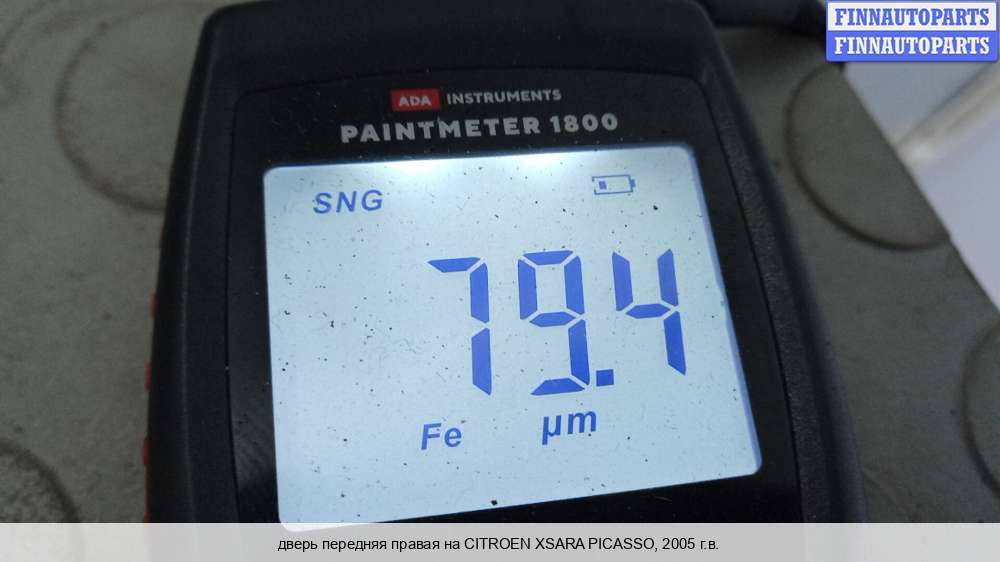 FINNAUTOPARTS
FINNAUTOPARTS
ADA INSTRUMENTS
PAINTMETER 1800
SNG
79.4
Fe µm
дверь передняя правая на CITROEN XSARA PICASSO, 2005 г.в.